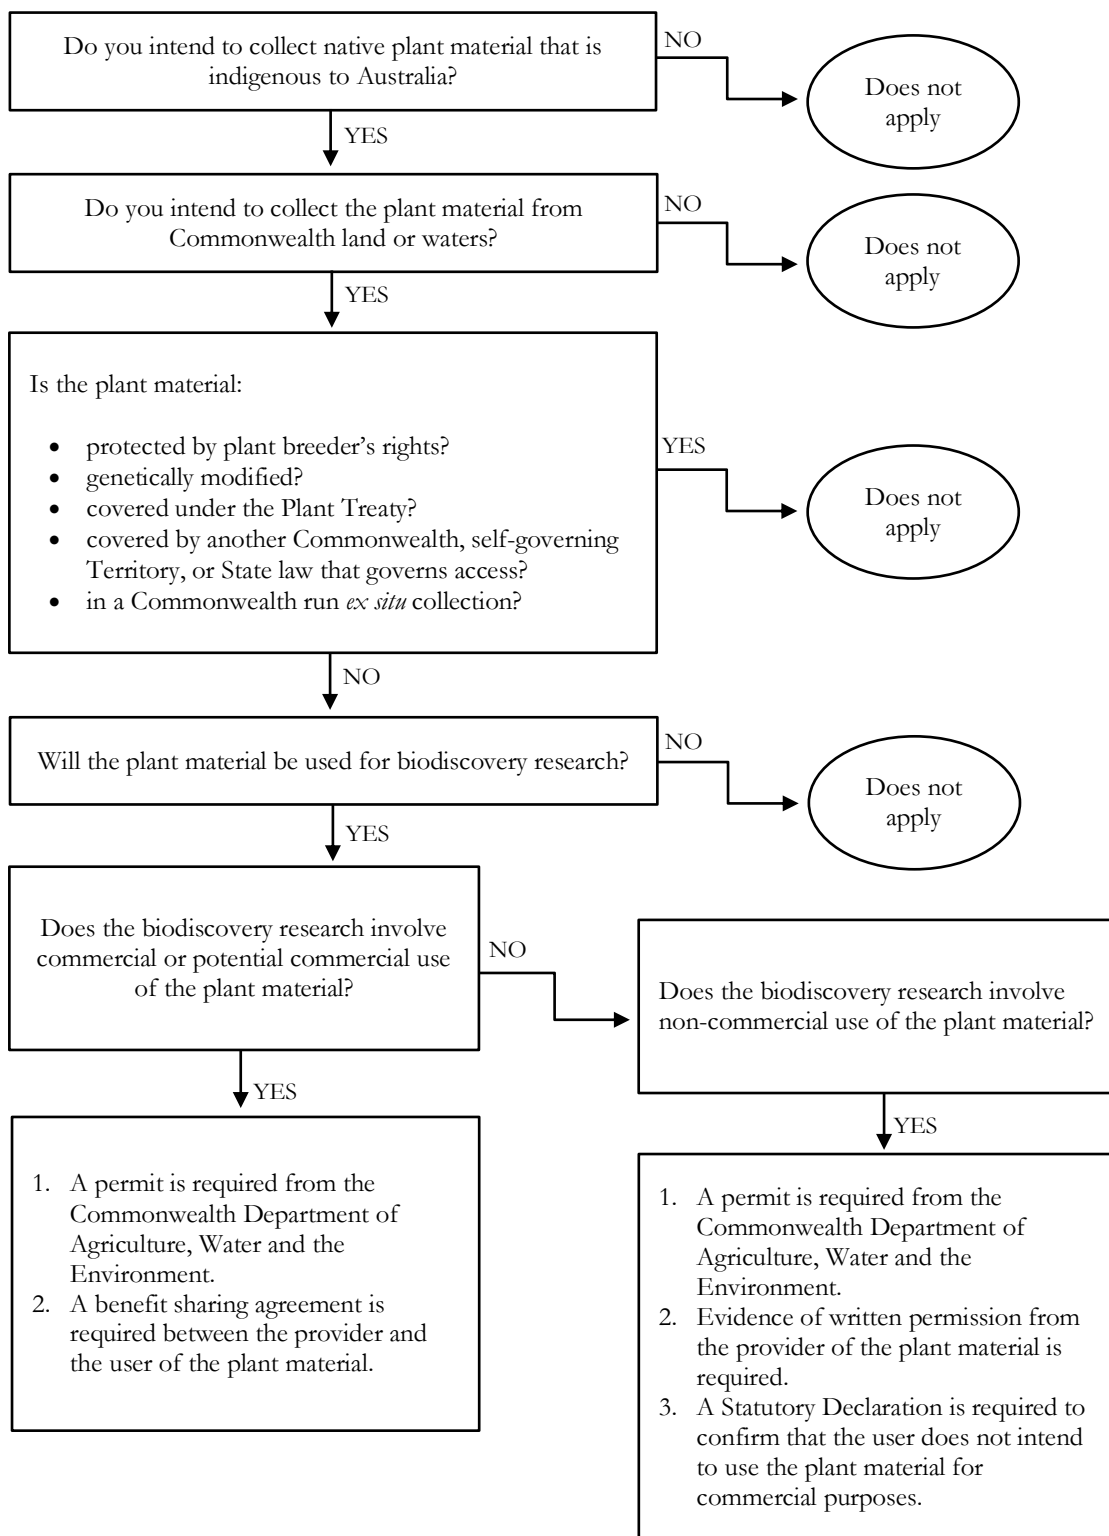 Do you intend to collect native plant material that is
indigenous to Australia?
NO
Does not
apply
YES
Do you intend to collect the plant material from
Commonwealth land or waters?
NO
Does not
apply
YES
Is the plant material:
• protected by plant breeder’s rights?
• genetically modified?
• covered under the Plant Treaty?
• covered by another Commonwealth, self-governing
Territory, or State law that governs access?
• in a Commonwealth run ex situ collection?
YES
Does not
apply
NO
Will the plant material be used for biodiscovery research?
NO
Does not
apply
YES
Does the biodiscovery research involve
commercial or potential commercial use
of the plant material?
NO
Does the biodiscovery research involve
non-commercial use of the plant material?
YES
1. A permit is required from the
Commonwealth Department of
Agriculture, Water and the
Environment.
2. A benefit sharing agreement is
required between the provider and
the user of the plant material.
YES
1. A permit is required from the
Commonwealth Department of
Agriculture, Water and the
Environment.
2. Evidence of written permission from
the provider of the plant material is
required.
3. A Statutory Declaration is required to
confirm that the user does not intend
to use the plant material for
commercial purposes.